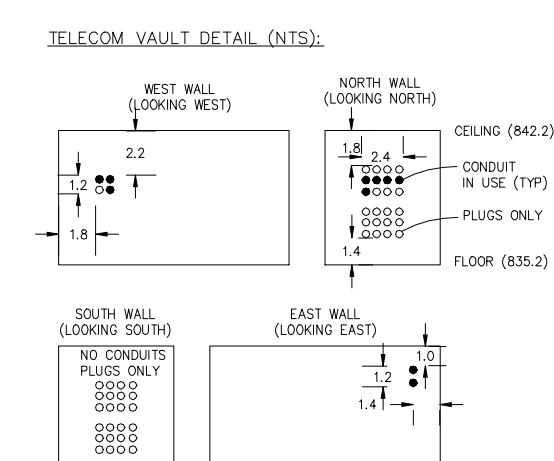 TELECOM VAULT DETAIL (NTS):
WEST WALL
(LOOKING WEST)
2.2
1.2
1.8
NORTH WALL
(LOOKING NORTH)
1.8
2.4
1.4
CEILING (842.2)
CONDUIT
IN USE (TYP)
PLUGS ONLY
FLOOR (835.2)
SOUTH WALL
(LOOKING SOUTH)
NO CONDUITS
PLUGS ONLY
EAST WALL
(LOOKING EAST)
1.0
1.2
1.4